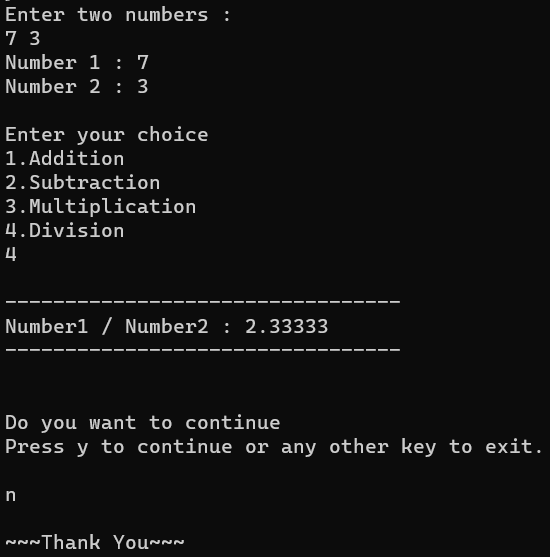 Enter two numbers :
7 3
Number 1 : 7
Number 2 : 3
Enter your choice
1.Addition
2.Subtraction
3.Multiplication
4.Division
4
---------------------------------
Number1 / Number2 : 2.33333
---------------------------------
Do you want to continue
Press y to continue or any other key to exit.
n
~~~Thank You~~~